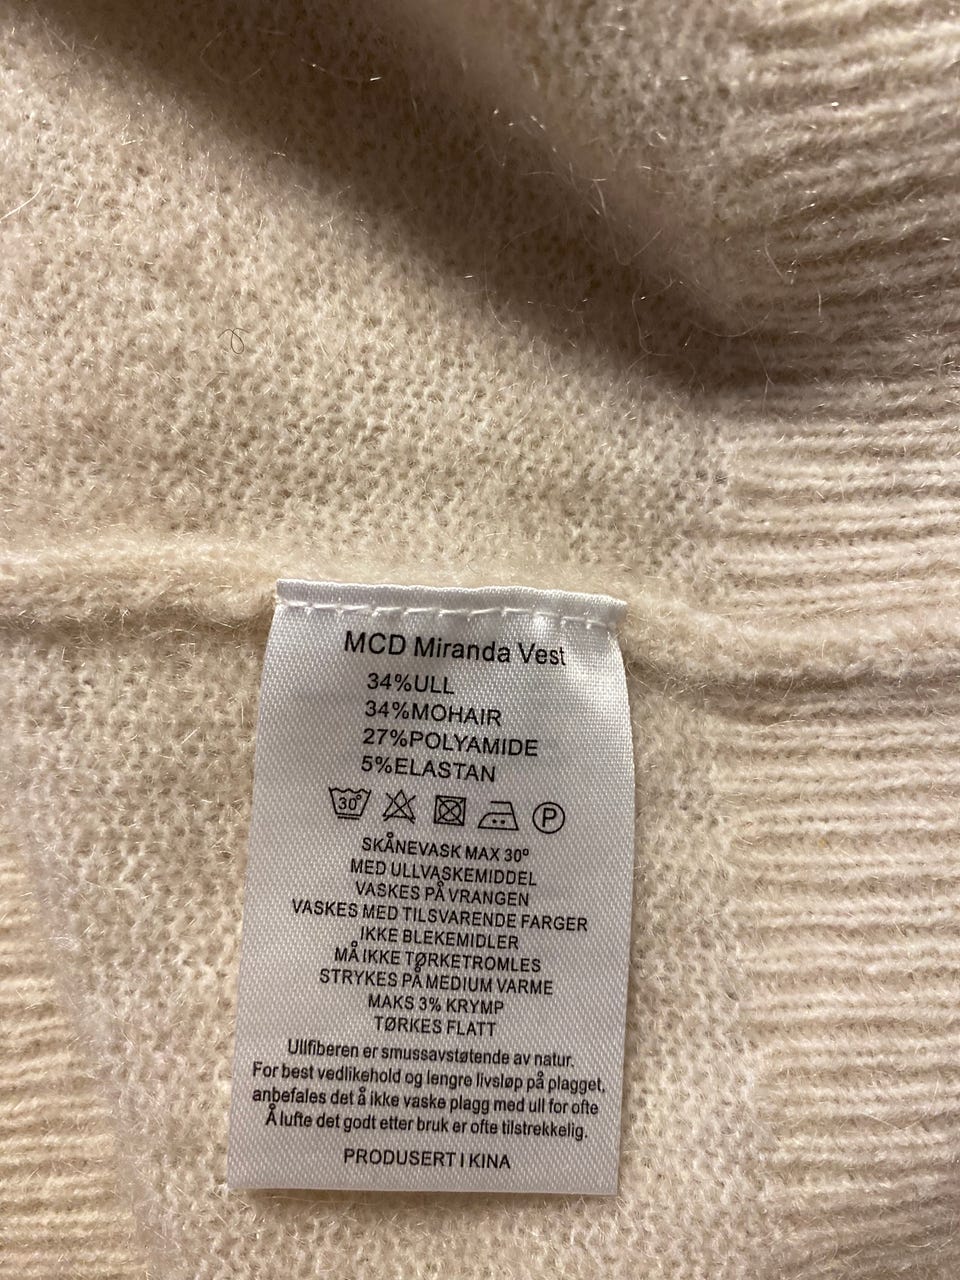 MCD Miranda Vest
34%ULL
34%MOHAIR
27%POLYAMIDE
5%ELASTAN
30° P
SKÅNEVASK MAX 30º
MED ULLVASKEMIDDEL
VASKES PÅ VRANGEN
VASKES MED TILSVARENDE FARGER
IKKE BLEKEMIDLER
MÅ IKKE TØRKETROMLES
STRYKES PÅ MEDIUM VARME
MAKS 3% KRYMP
TØRKES FLATT
Ullfiberen er smussavstøtende av natur.
For best vedlikehold og lengre livsløp på plagget,
anbefales det å ikke vaske plagg med ull for ofte
Å lufte det godt etter bruk er ofte tilstrekkelig.
PRODUSERT I KINA